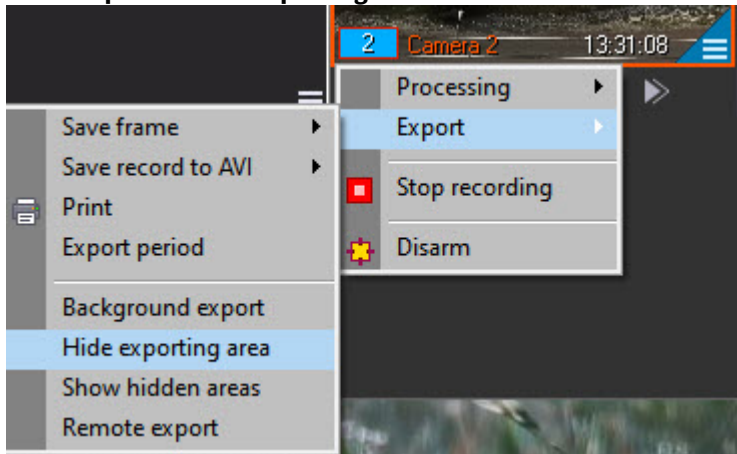 2 Camera 2 13:31:08
Processing
Export
Stop recording
Disarm
Save frame
Save record to AVI
Print
Export period
Background export
Hide exporting area
Show hidden areas
Remote export